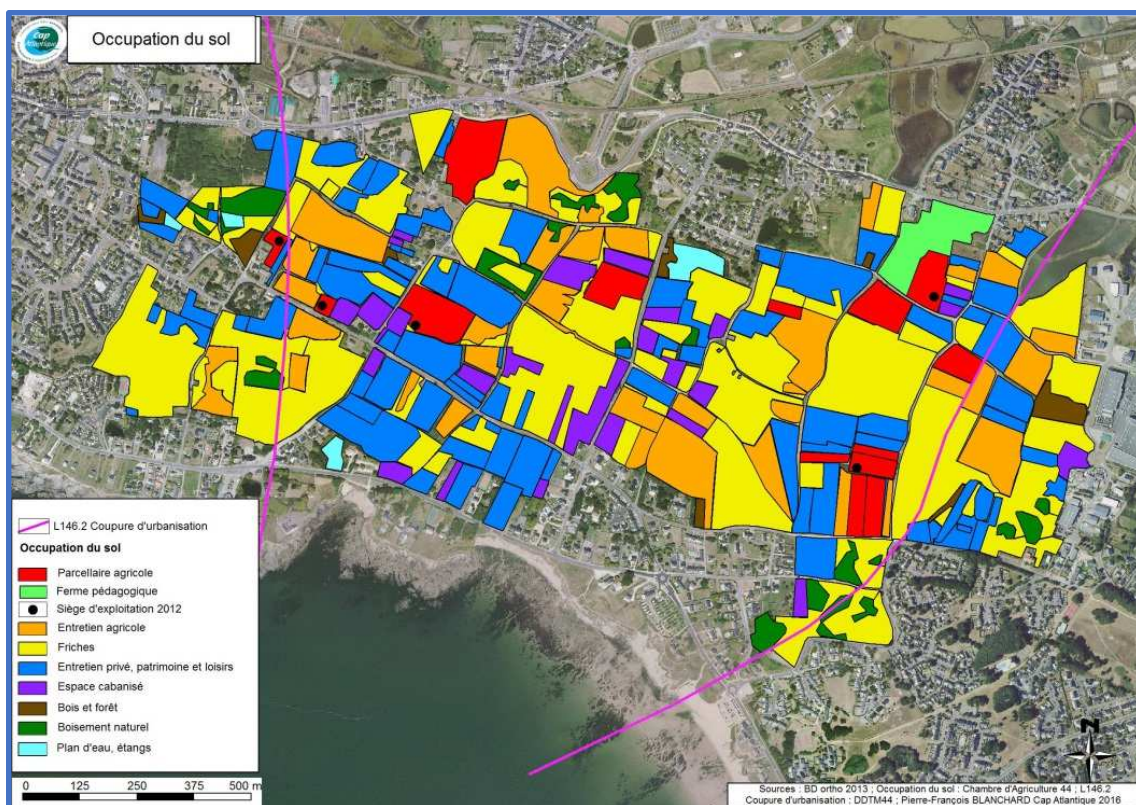 Cap
Atlantique
Occupation du sol
L146.2 Coupure d'urbanisation
Occupation du sol
Parcellaire agricole
Ferme pédagogique
Siège d'exploitation 2012
Entretien agricole
Friches
Entretien privé, patrimoine et loisirs
Espace cabanisé
Bois et forêt
Boisement naturel
Plan d'eau, étangs
0 125 250 375 500 m
N
Sources : BD ortho 2013 ; Occupation du sol : Chambre d'Agriculture 44 ; L146.2
Coupure d'urbanisation : DDTM44 ; Pierre-François BLANCHARD Cap Atlantique 2016